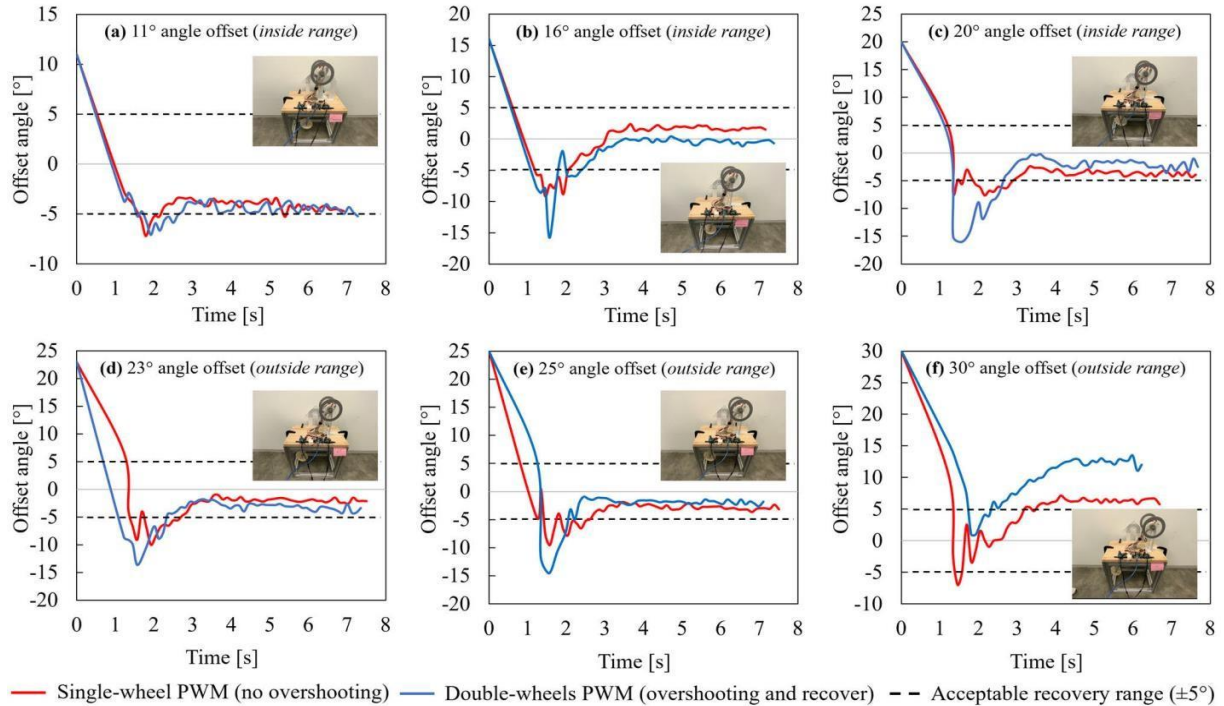 (a) 11° angle offset (inside range)
Offset angle [°]
15
10
5
0
-5
-10
0 1 2 3 4 5 6 7 8
Time [s]
(b) 16° angle offset (inside range)
Offset angle [°]
20
15
10
5
0
-5
-10
-15
-20
0 1 2 3 4 5 6 7 8
Time [s]
(c) 20° angle offset (inside range)
Offset angle [°]
25
20
15
10
5
0
-5
-10
-15
-20
0 1 2 3 4 5 6 7 8
Time [s]
(d) 23° angle offset (outside range)
Offset angle [°]
25
20
15
10
5
0
-5
-10
-15
-20
0 1 2 3 4 5 6 7 8
Time [s]
(e) 25° angle offset (outside range)
Offset angle [°]
25
20
15
10
5
0
-5
-10
-15
-20
0 1 2 3 4 5 6 7 8
Time [s]
(f) 30° angle offset (outside range)
Offset angle [°]
30
25
20
15
10
5
0
-5
-10
0 1 2 3 4 5 6 7 8
Time [s]
Single-wheel PWM (no overshooting) Double-wheels PWM (overshooting and recover) Acceptable recovery range (±5°)